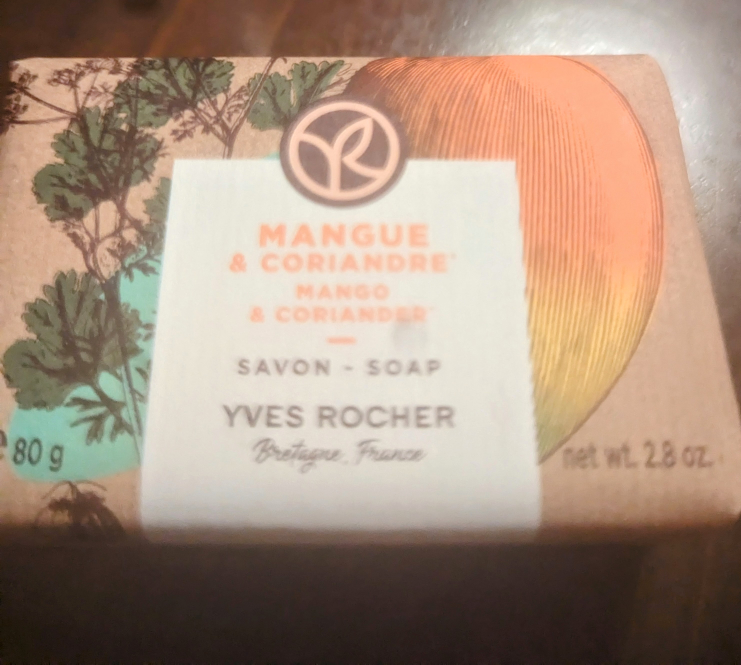 MANGUE
& CORIANDRE*
MANGO
& CORIANDER*
SAVON - SOAP
YVES ROCHER
Bretagne, France
e 80 g
net wt. 2.8 oz.